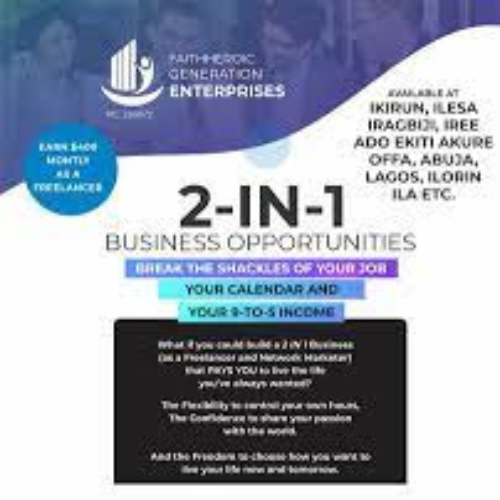 FAITHHEROIC
GENERATION
ENTERPRISES
AVAILABLE AT
IKIRUN, ILESA
IRAGBIJI, IREE
ADO EKITI AKURE
OFFA, ABUJA,
LAGOS, ILORIN
ILA ETC.
EARN $400
MONTLY
AS A
FREELANCER
2-IN-1
BUSINESS OPPORTUNITIES
BREAK THE SHACKLES OF YOUR JOB
YOUR CALENDAR AND
YOUR 9-TO-5 INCOME
What if you could build a 2 IN 1 Business
(as a Freelancer and Network Marketer)
that PAYS YOU to live the life
you've always wanted?
The Flexibility to control your own hours,
The Confidence to share your passion
with the world.
And the Freedom to choose how you want to
live your life now and tomorrow.